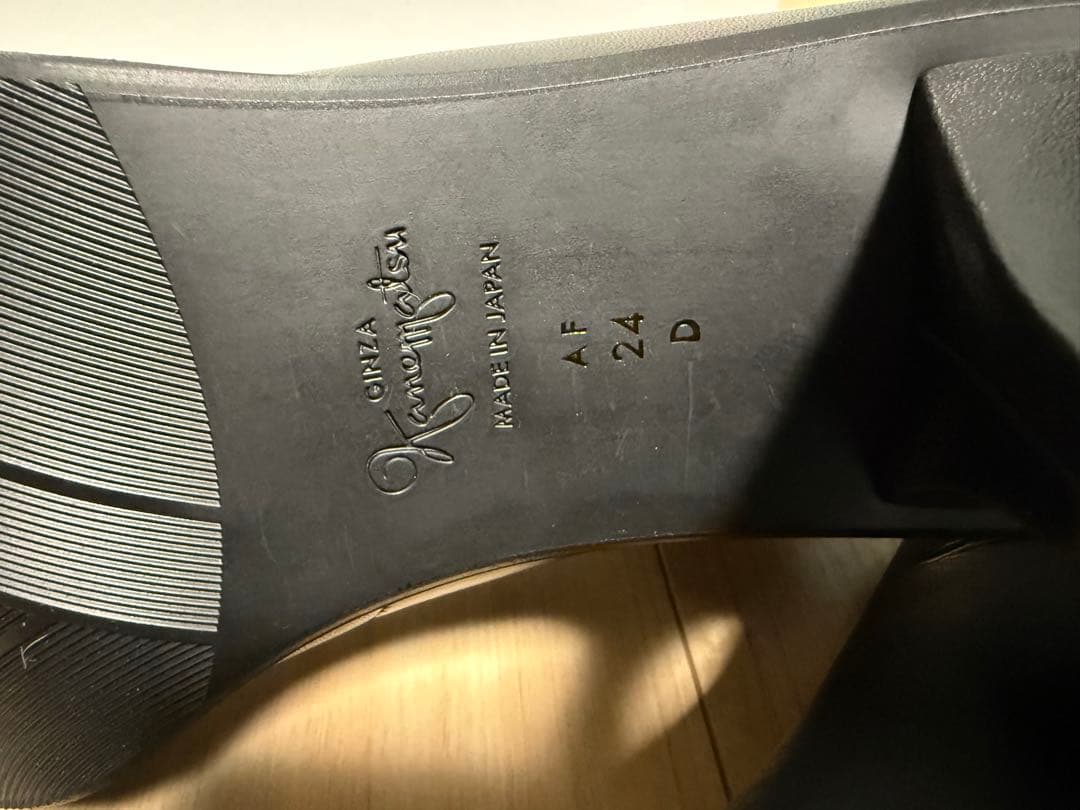 GINZA
Kanematsu
MADE IN JAPAN
AF
24
D